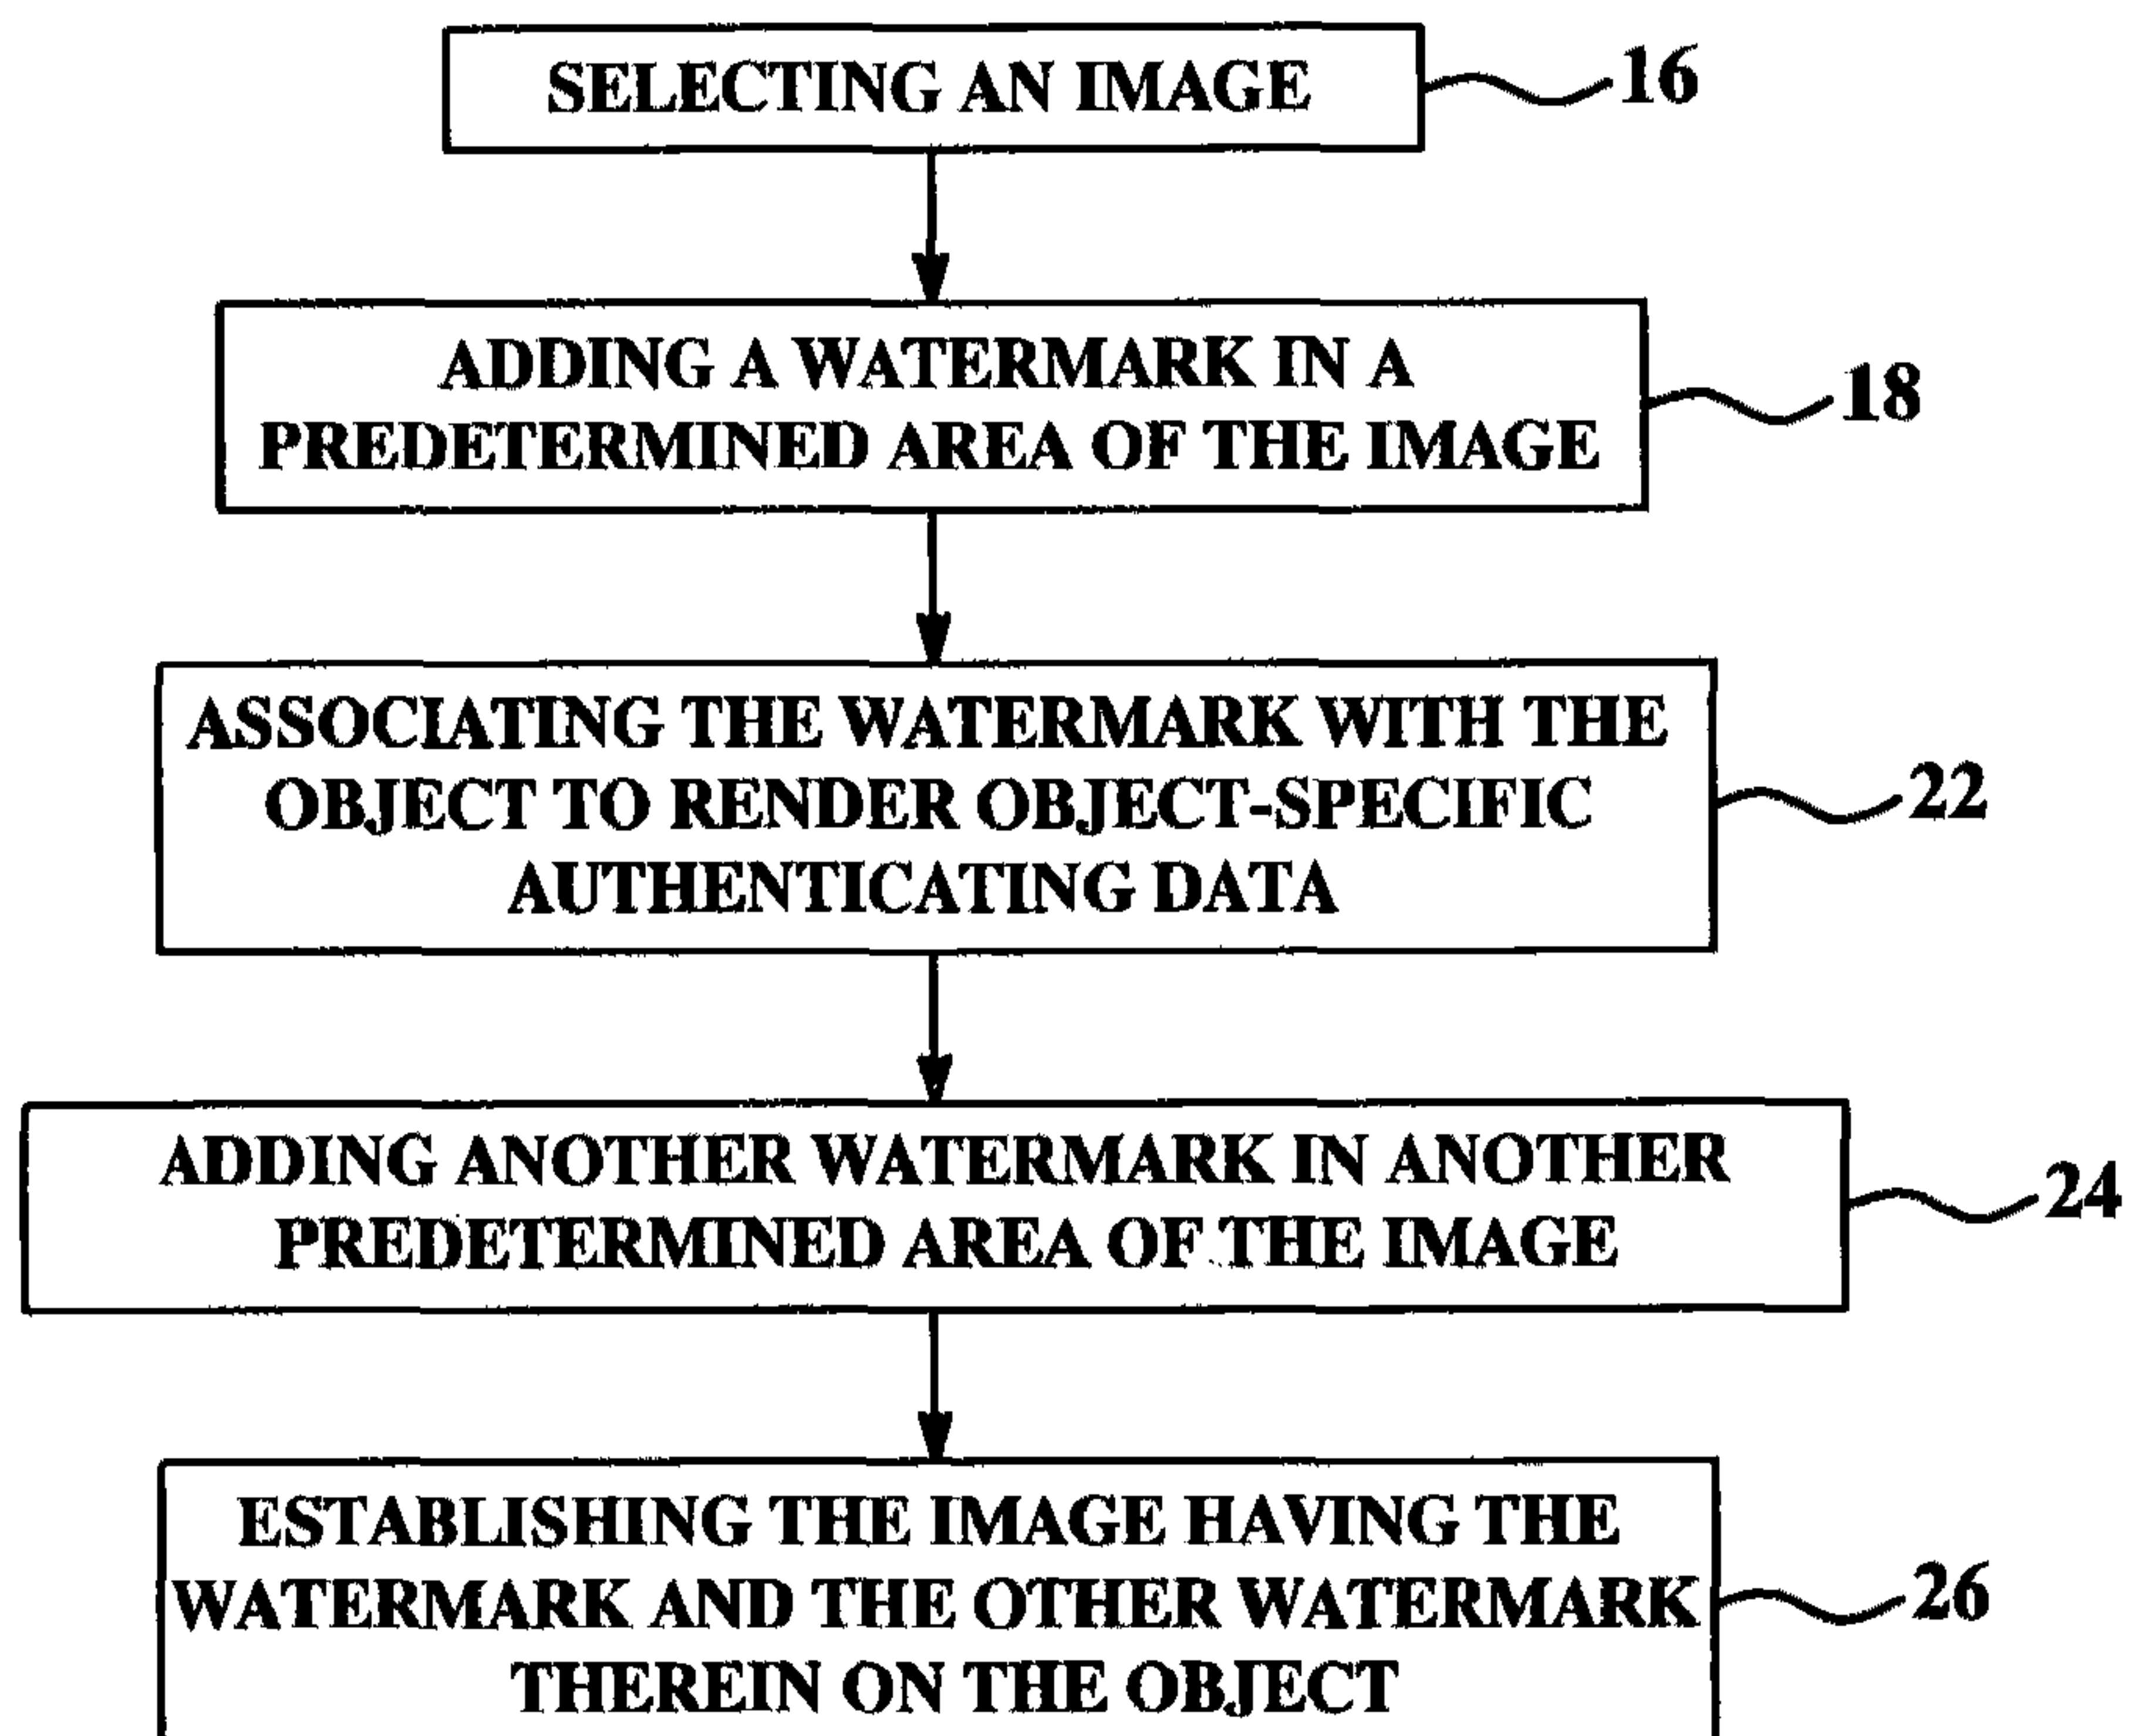 SELECTING AN IMAGE
16
ADDING A WATERMARK IN A
PREDETERMINED AREA OF THE IMAGE
18
ASSOCIATING THE WATERMARK WITH THE
OBJECT TO RENDER OBJECT-SPECIFIC
AUTHENTICATING DATA
22
ADDING ANOTHER WATERMARK IN ANOTHER
PREDETERMINED AREA OF THE IMAGE
24
ESTABLISHING THE IMAGE HAVING THE
WATERMARK AND THE OTHER WATERMARK
THEREIN ON THE OBJECT
26